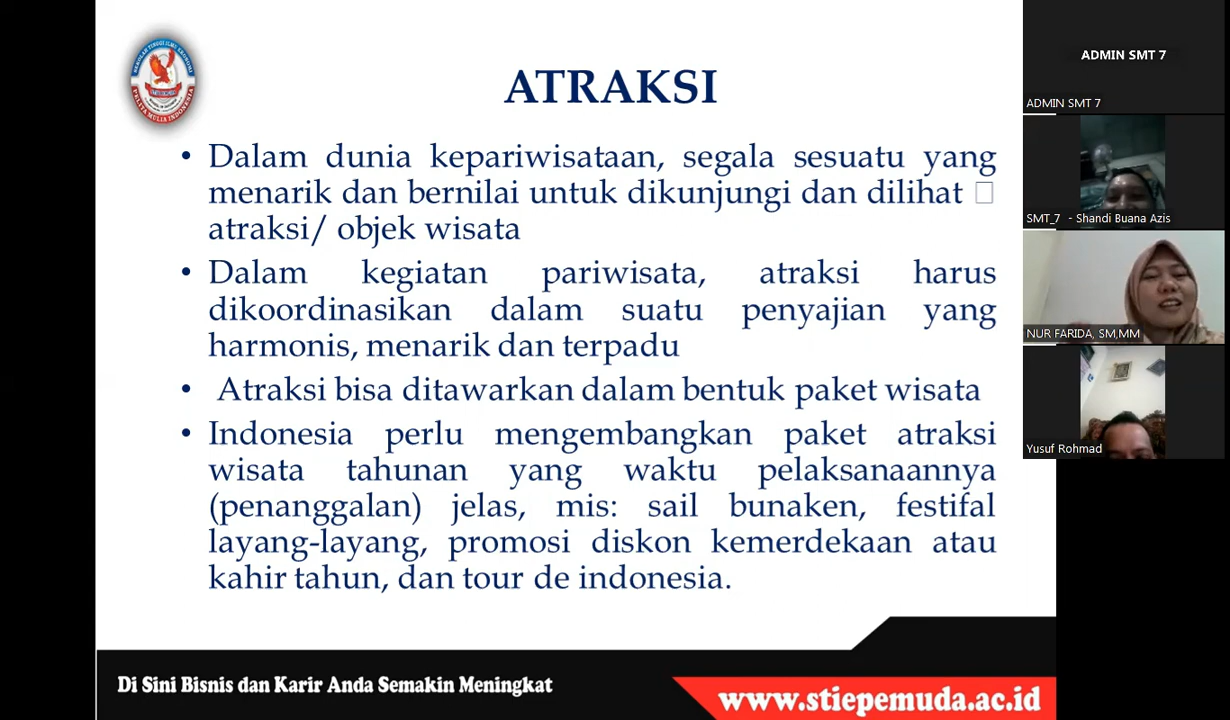 ATRAKSI
• Dalam dunia kepariwisataan, segala sesuatu yang
menarik dan bernilai untuk dikunjungi dan dilihat □
atraksi/ objek wisata
• Dalam kegiatan pariwisata, atraksi harus
dikoordinasikan dalam suatu penyajian yang
harmonis, menarik dan terpadu
• Atraksi bisa ditawarkan dalam bentuk paket wisata
• Indonesia perlu mengembangkan paket atraksi
wisata tahunan yang waktu pelaksanaannya
(penanggalan) jelas, mis: sail bunaken, festifal
layang-layang, promosi diskon kemerdekaan atau
kahir tahun, dan tour de indonesia.
Di Sini Bisnis dan Karir Anda Semakin Meningkat
www.stiepemuda.ac.id
ADMIN SMT 7
ADMIN SMT 7
SMT_7 - Shandi Buana Azis
NUR FARIDA, SM,MM
Yusuf Rohmad